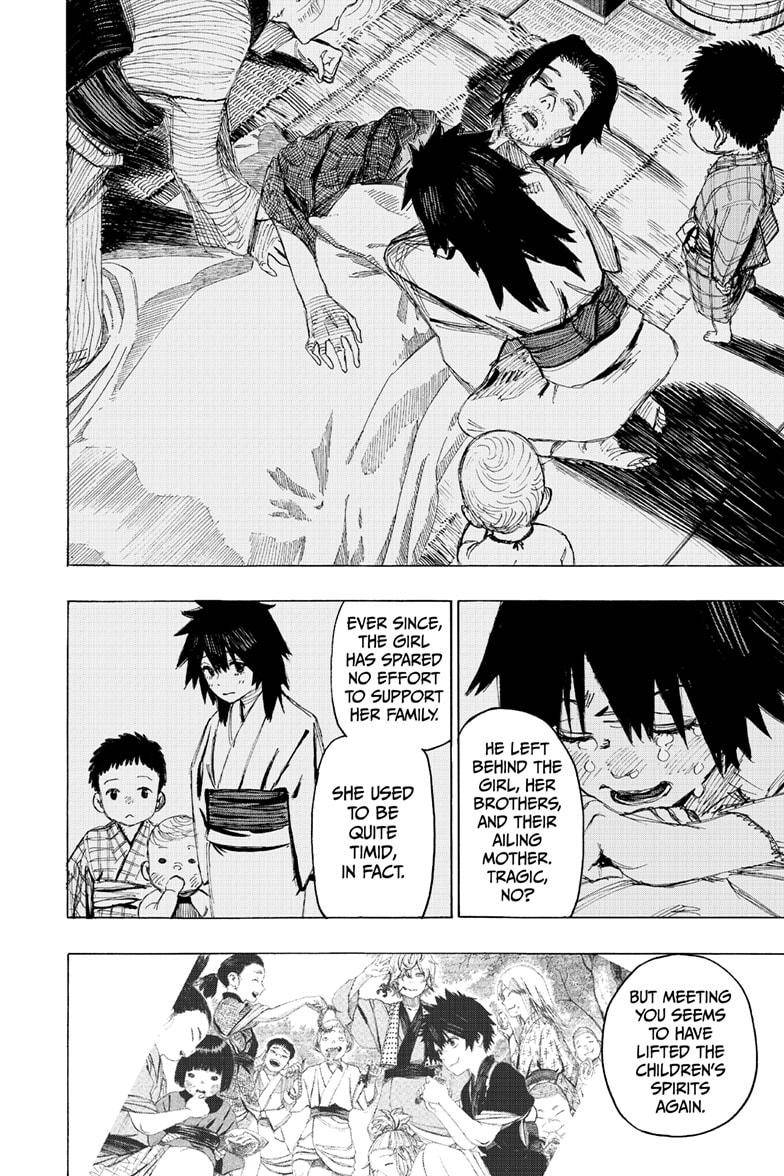 HE LEFT
BEHIND THE
GIRL, HER
BROTHERS,
AND THEIR
AILING
MOTHER.
TRAGIC,
NO?
EVER SINCE,
THE GIRL
HAS SPARED
NO EFFORT
TO SUPPORT
HER FAMILY.
SHE USED
TO BE
QUITE
TIMID,
IN FACT.
BUT MEETING
YOU SEEMS
TO HAVE
LIFTED THE
CHILDREN'S
SPIRITS
AGAIN.